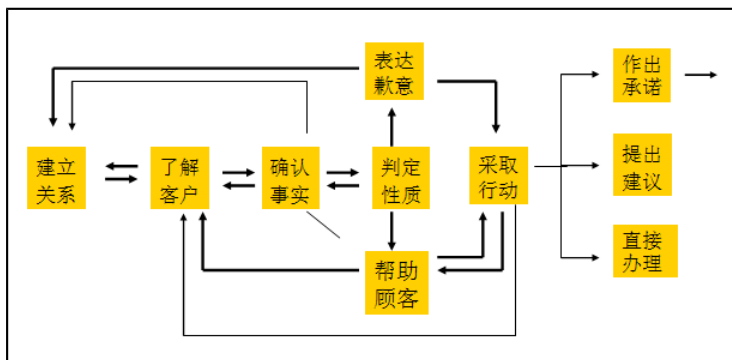 表达
歉意
作出
承诺
建立
关系
了解
客户
确认
事实
判定
性质
采取
行动
提出
建议
帮助
顾客
直接
办理